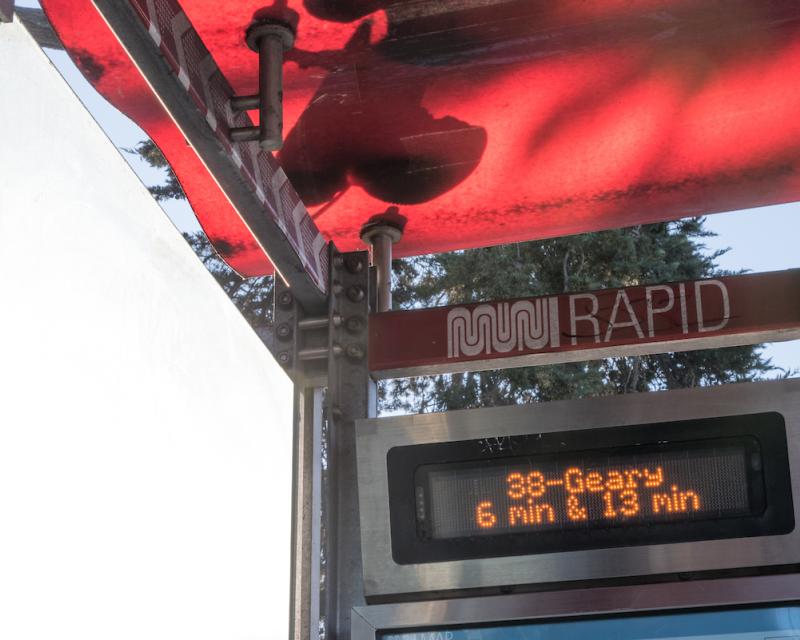 MUNI RAPID
38-Geary
6 min & 13 min